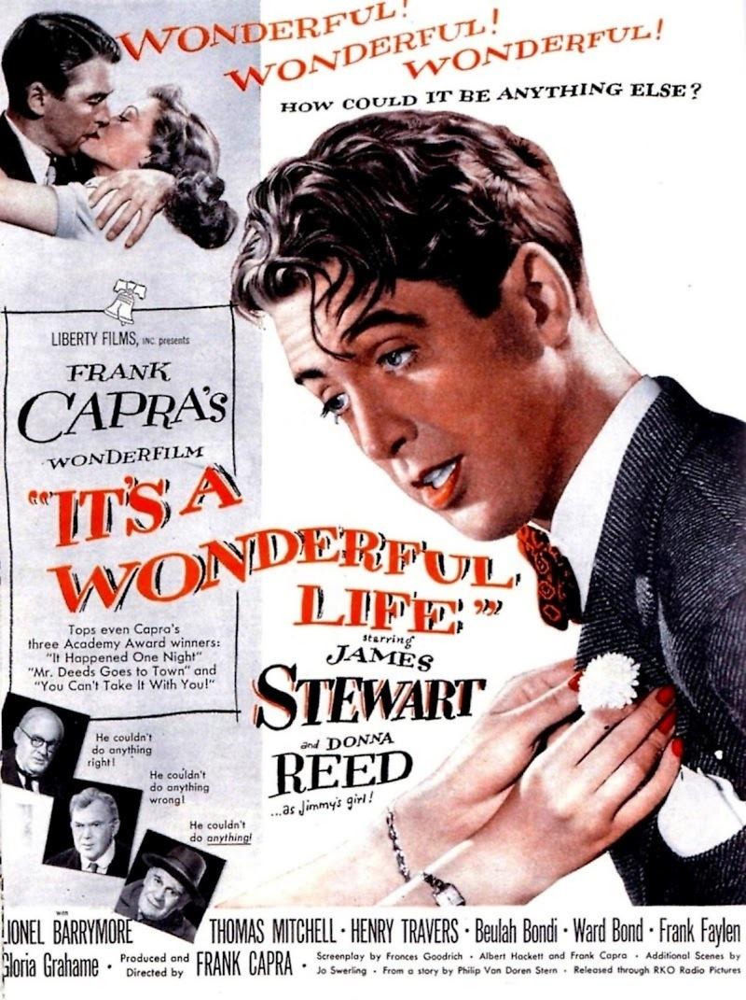 WONDERFUL!
WONDERFUL!
WONDERFUL!
HOW COULD IT BE ANYTHING ELSE?
LIBERTY FILMS, INC. presents
FRANK
CAPRA'S
WONDERFILM
"IT'S A
WONDERFUL
LIFE"
starring
JAMES
STEWART
and DONNA
REED
...as Jimmy's girl!
Tops even Capra's
three Academy Award winners:
"It Happened One Night"
"Mr. Deeds Goes to Town" and
"You Can't Take It With You!"
He couldn't
do anything
right!
He couldn't
do anything
wrong!
He couldn't
do anything!
with
LIONEL BARRYMORE
THOMAS MITCHELL · HENRY TRAVERS · Beulah Bondi · Ward Bond · Frank Faylen
Gloria Grahame · Produced and Directed by FRANK CAPRA · Screenplay by Frances Goodrich · Albert Hackett and Frank Capra · Additional Scenes by
Jo Swerling · From a story by Philip Van Doren Stern · Released through RKO Radio Pictures